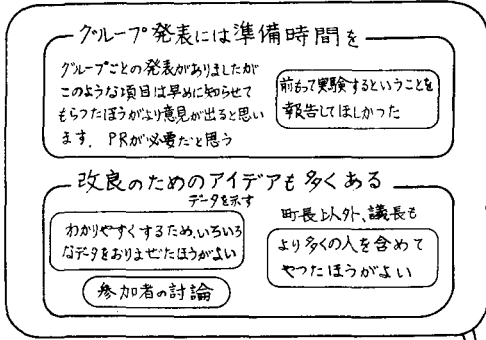 グループ発表には準備時間を
グループごとの発表がありましたが
このような項目は早めに知らせて
もらったほうがより意見が出ると思い
ます. PRが必要だと思う
前もって実験するということを
報告してほしかった
改良のためのアイデアも多くある
データを示す
わかりやすくするため,いろいろ
なデータをおりまぜたほうがよい
参加者の討論
町長以外、議長も
より多くの人を含めて
やったほうがよい